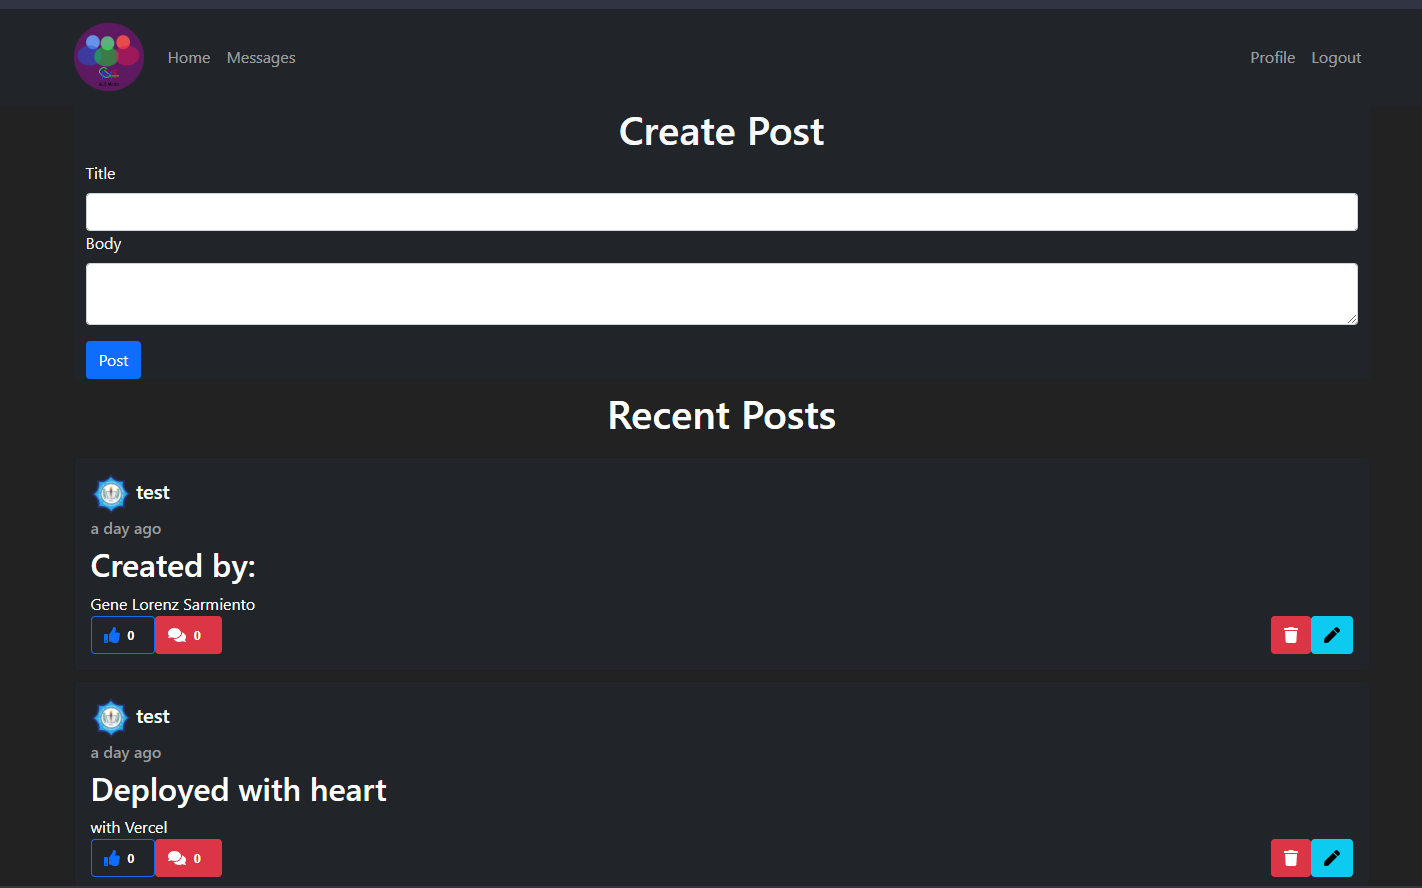 Home Messages Profile Logout
Create Post
Title
Body
Post
Recent Posts
test
a day ago
Created by:
Gene Lorenz Sarmiento
0 0
test
a day ago
Deployed with heart
with Vercel
0 0